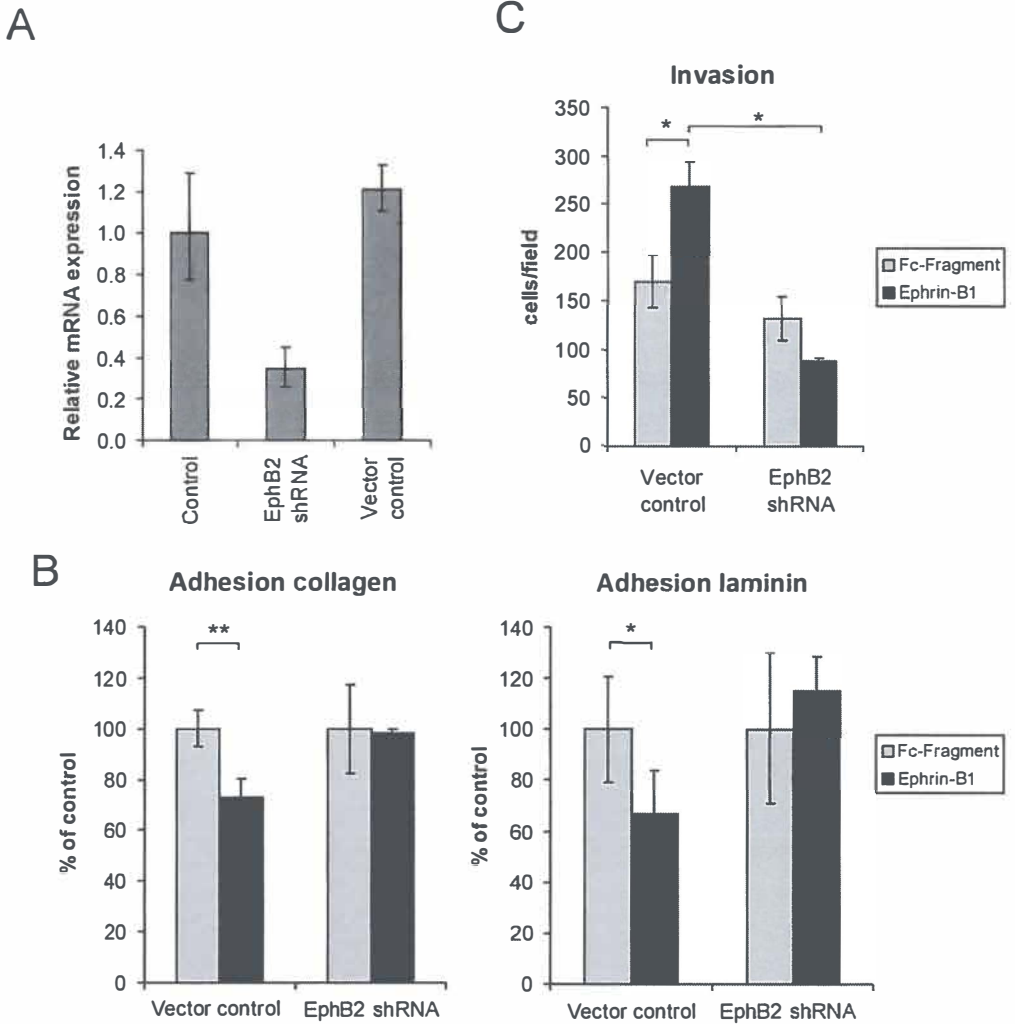 A
Relative mRNA expression
1.4
1.2
1.0
0.8
0.6
0.4
0.2
0.0
Control
EphB2
shRNA
Vector
control
C
Invasion
cells/field
350
300
250
200
150
100
50
0
*
*
Vector
control
EphB2
shRNA
Fc-Fragment
Ephrin-B1
B
Adhesion collagen
% of control
140
120
100
80
60
40
20
0
**
Vector control
EphB2 shRNA
Adhesion laminin
% of control
140
120
100
80
60
40
20
0
*
Vector control
EphB2 shRNA
Fc-Fragment
Ephrin-B1